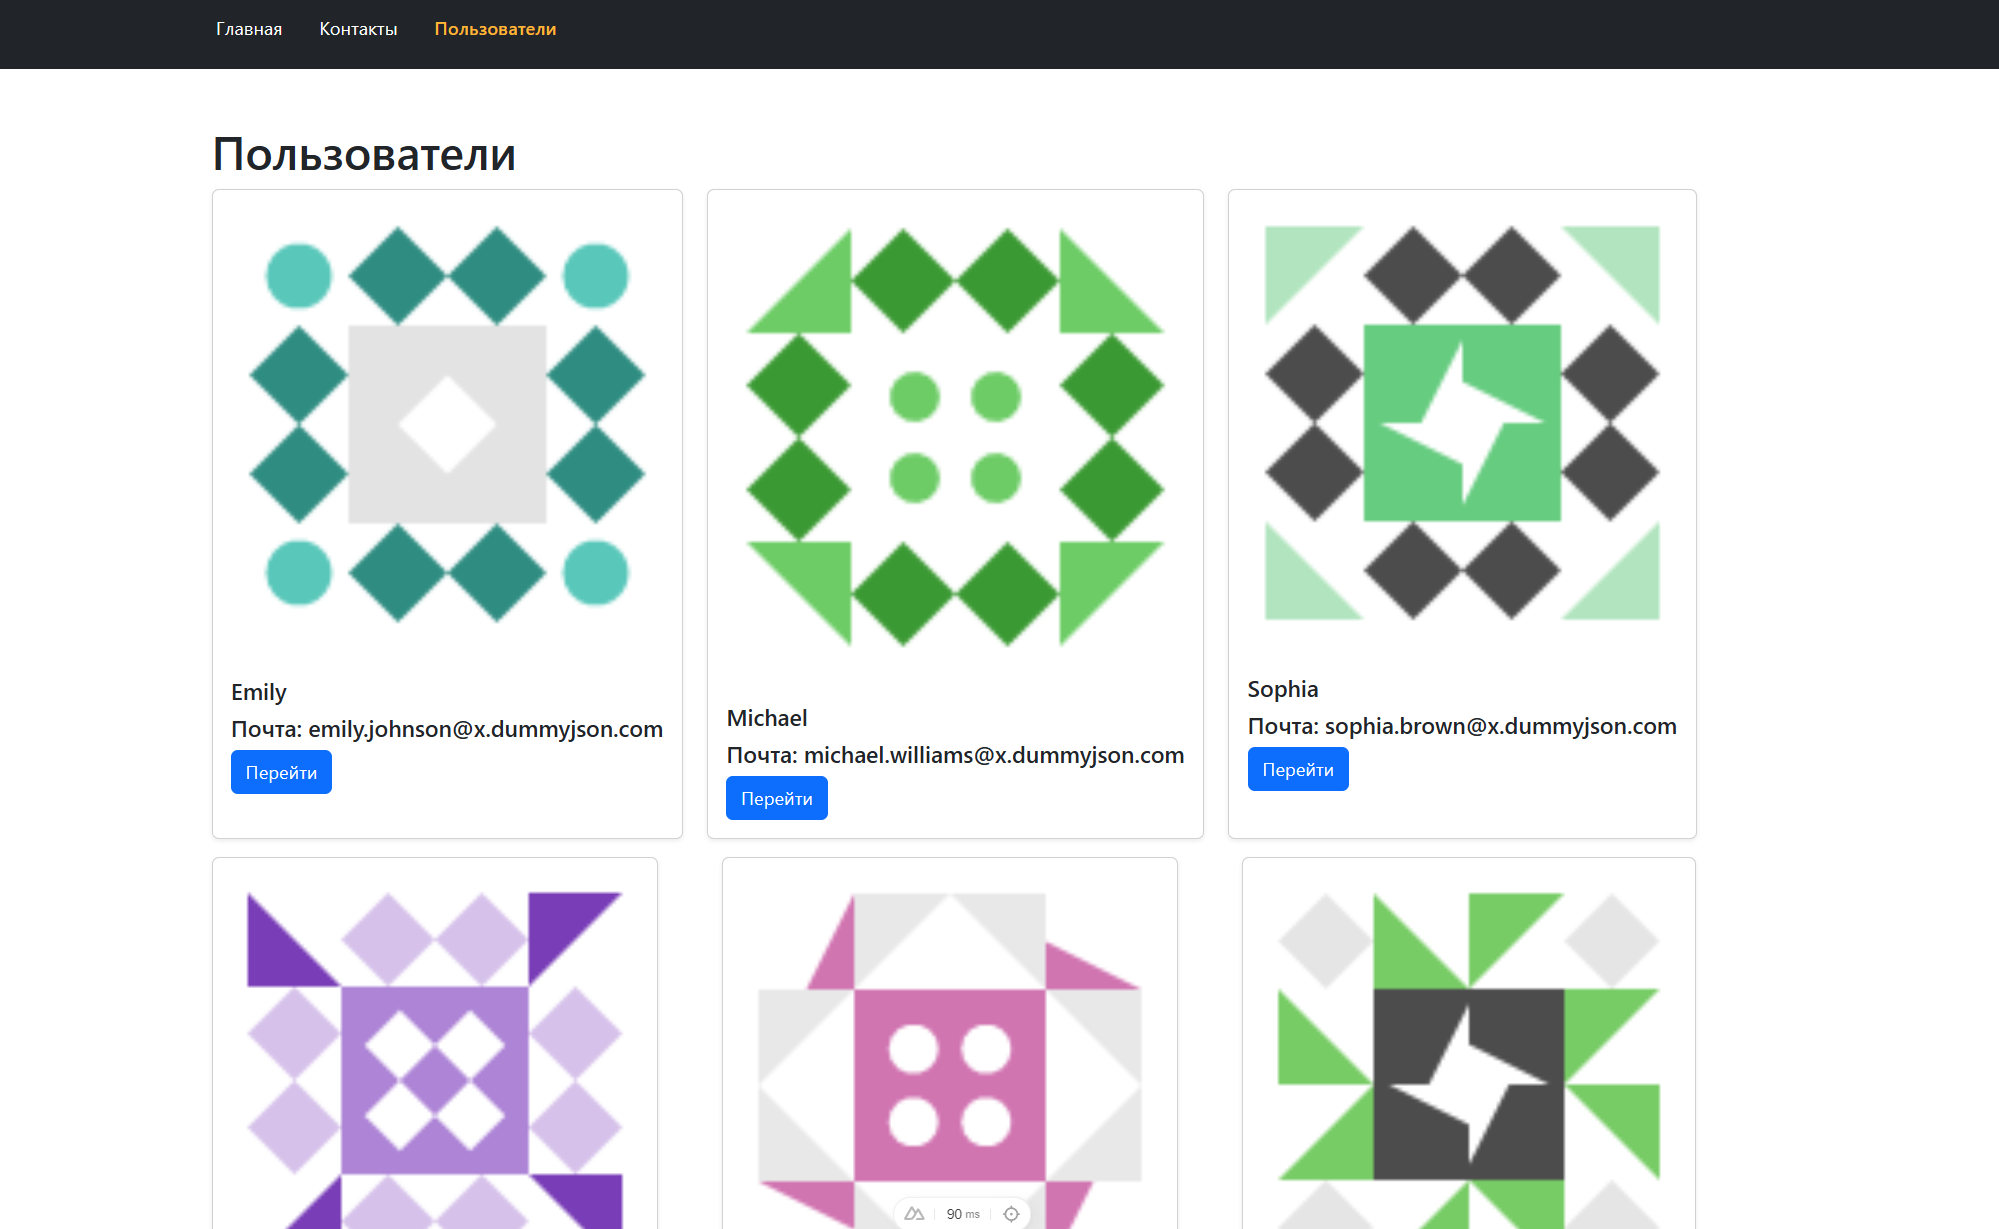 Главная Контакты Пользователи
Пользователи
Emily
Почта: emily.johnson@x.dummyjson.com
Перейти
Michael
Почта: michael.williams@x.dummyjson.com
Перейти
Sophia
Почта: sophia.brown@x.dummyjson.com
Перейти
90 ms